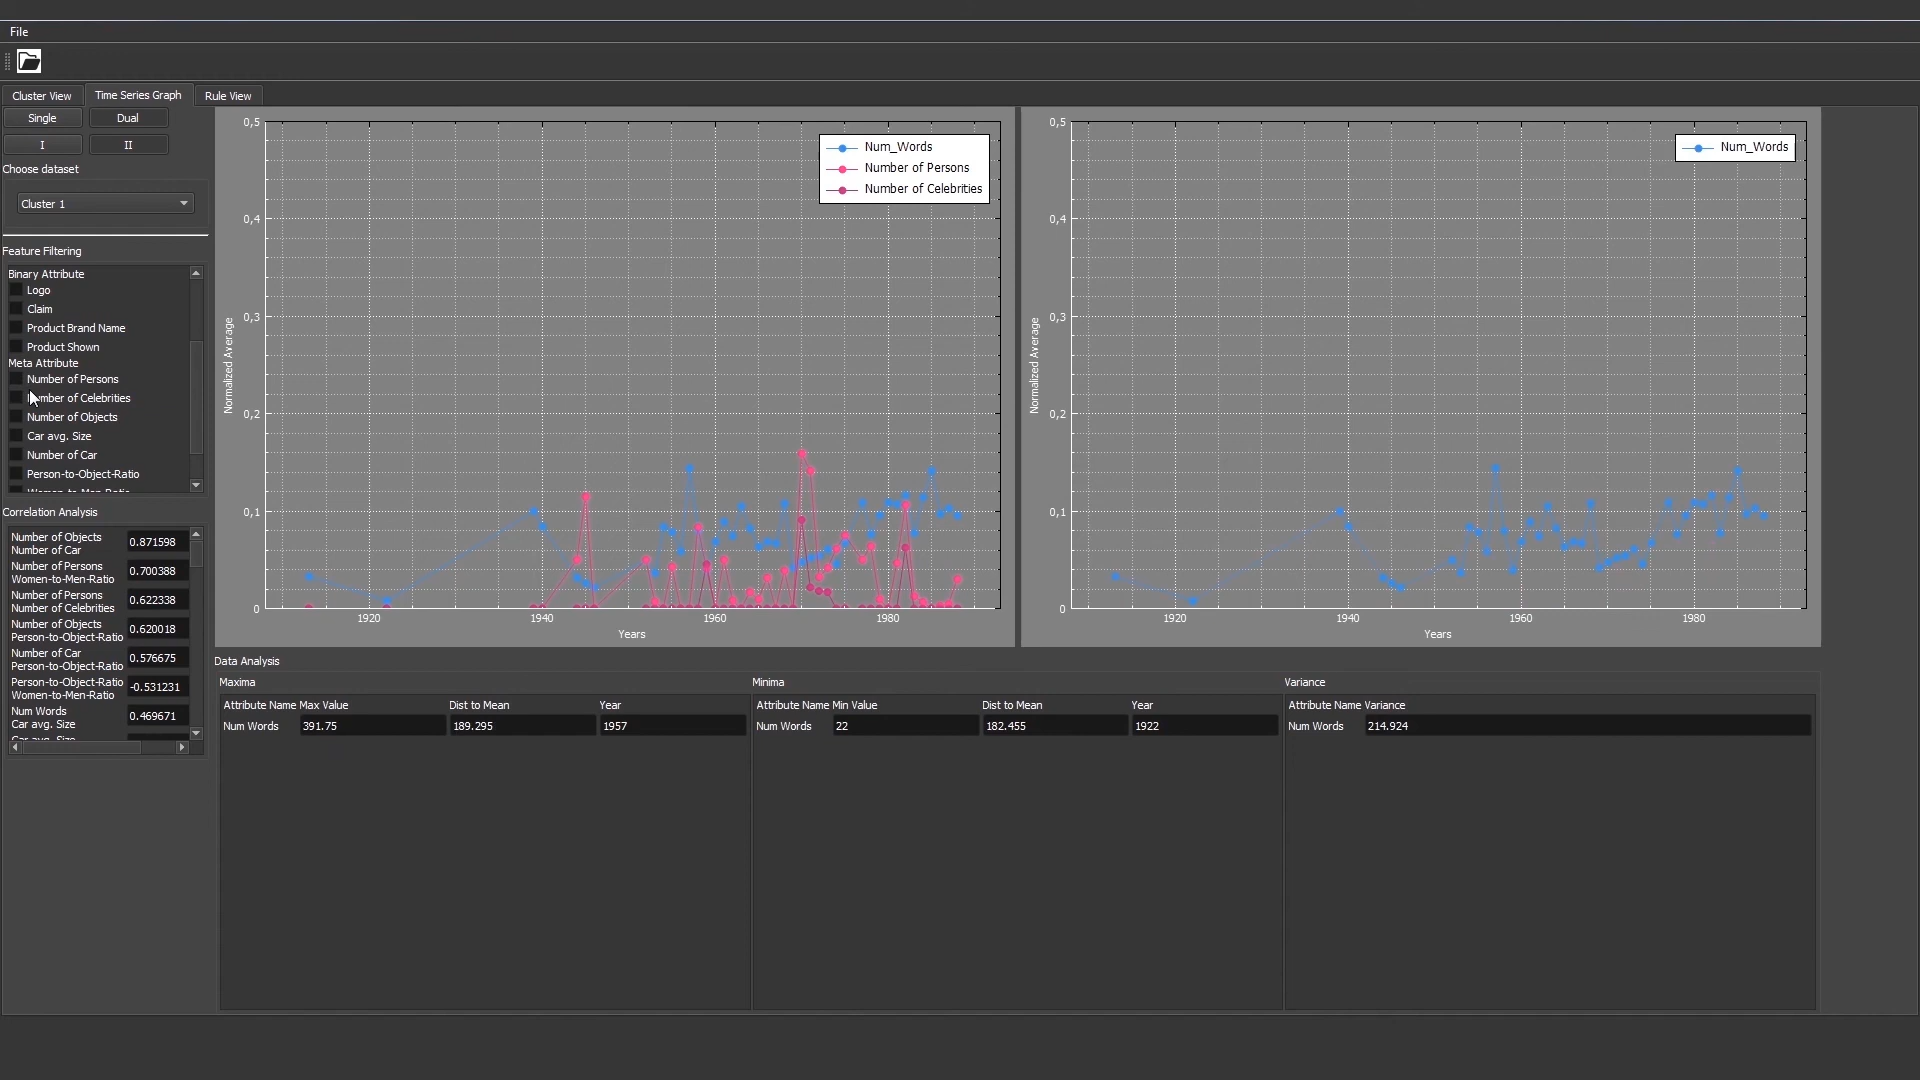 File
Cluster View Time Series Graph Rule View
Single Dual
I II
Choose dataset
Cluster 1
Feature Filtering
Binary Attribute
Logo
Claim
Product Brand Name
Product Shown
Meta Attribute
Number of Persons
Number of Celebrities
Number of Objects
Car avg. Size
Number of Car
Person-to-Object-Ratio
Women-to-Men-Ratio
Correlation Analysis
Number of Objects
Number of Car 0.871598
Number of Persons
Women-to-Men-Ratio 0.700388
Number of Persons
Number of Celebrities 0.622338
Number of Objects
Person-to-Object-Ratio 0.620018
Number of Car
Person-to-Object-Ratio 0.576675
Person-to-Object-Ratio
Women-to-Men-Ratio -0.531231
Num Words
Car avg. Size 0.469671
Car avg. Size
Normalized Average
0,5
0,4
0,3
0,2
0,1
0
1920 1940 1960 1980
Years
Num_Words
Number of Persons
Number of Celebrities
Normalized Average
0,5
0,4
0,3
0,2
0,1
0
1920 1940 1960 1980
Years
Num_Words
Data Analysis
Maxima
Attribute Name Max Value Dist to Mean Year
Num Words 391.75 189.295 1957
Minima
Attribute Name Min Value Dist to Mean Year
Num Words 22 182.455 1922
Variance
Attribute Name Variance
Num Words 214.924